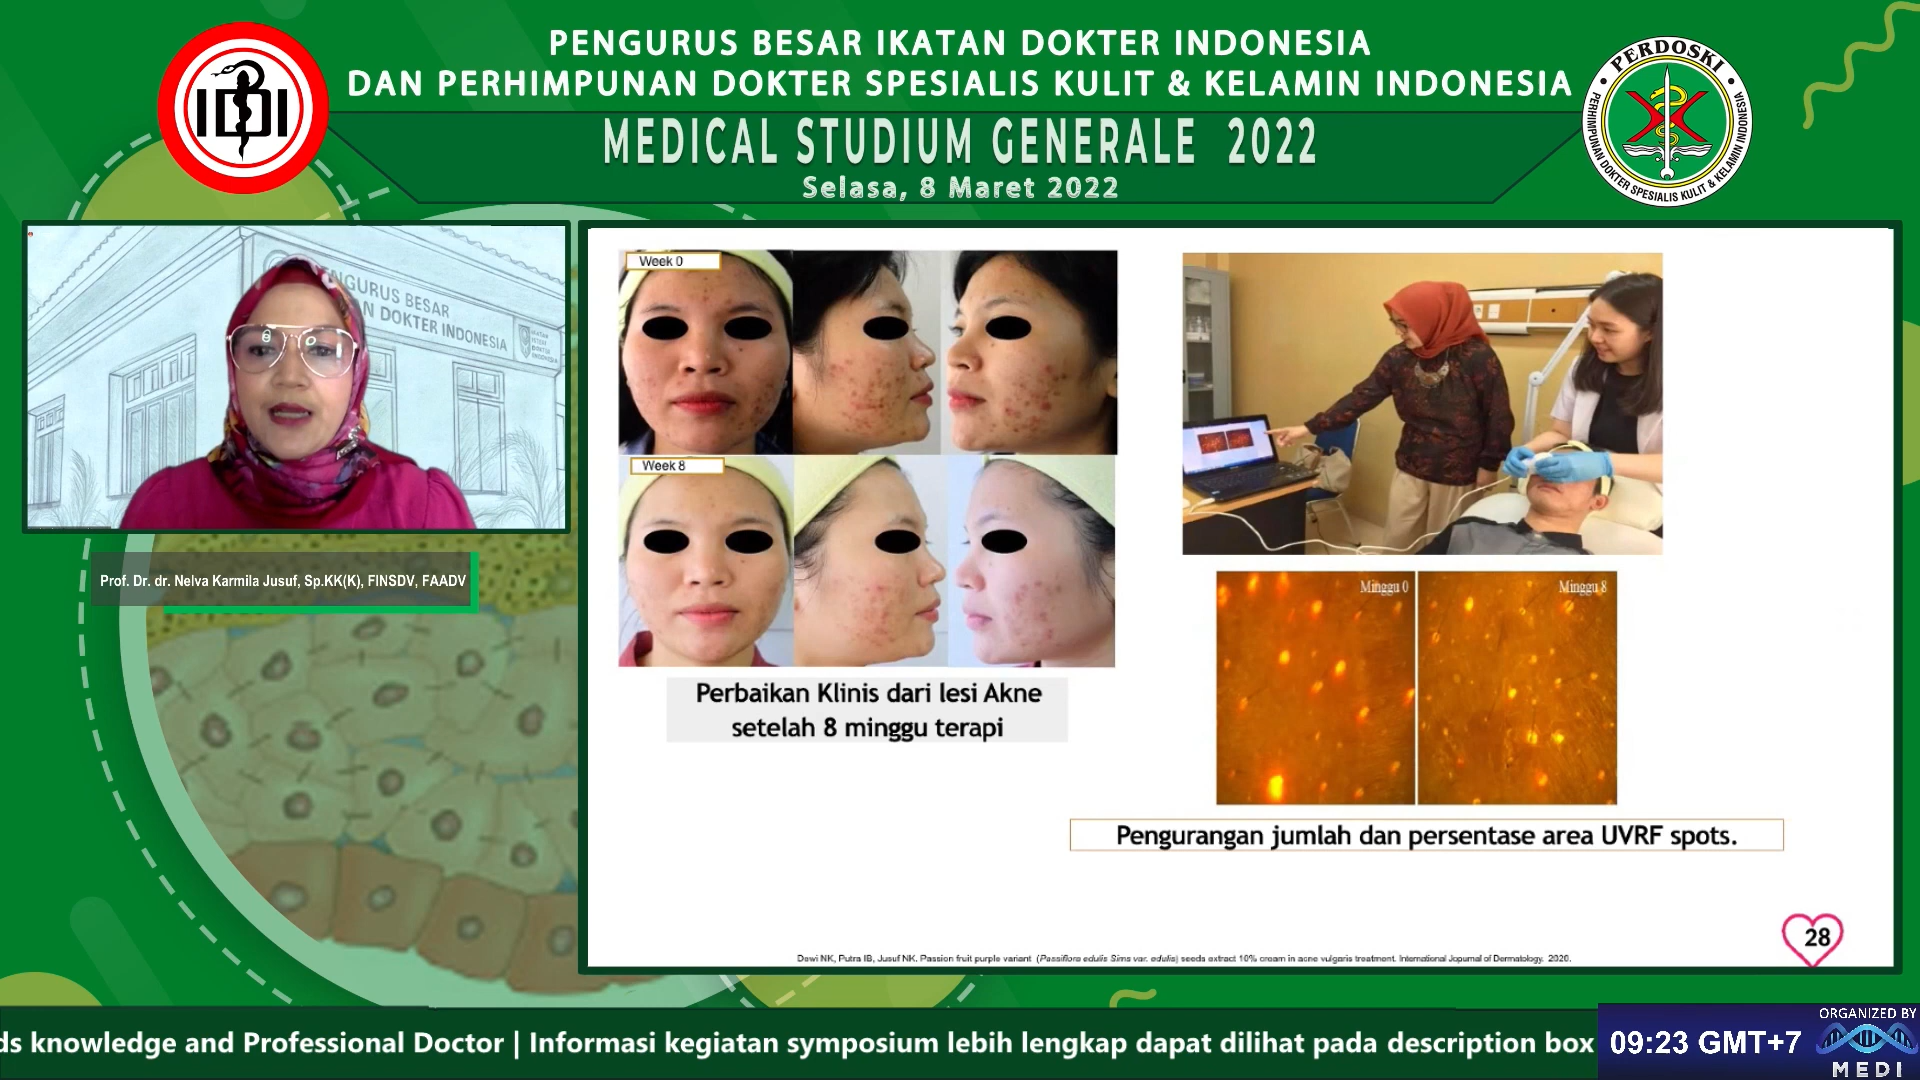 PENGURUS BESAR IKATAN DOKTER INDONESIA
DAN PERHIMPUNAN DOKTER SPESIALIS KULIT & KELAMIN INDONESIA
MEDICAL STUDIUM GENERALE 2022
Selasa, 8 Maret 2022
IDI
PERDOSKI
PERHIMPUNAN DOKTER SPESIALIS KULIT & KELAMIN INDONESIA
PENGURUS BESAR
DOKTER INDONESIA
Prof. Dr. dr. Nelva Karmila Jusuf, Sp.KK(K), FINSDV, FAADV
Week 0
Week 8
Perbaikan Klinis dari lesi Akne
setelah 8 minggu terapi
Minggu 0
Minggu 8
Pengurangan jumlah dan persentase area UVRF spots.
28
Dewi NK, Putra IB, Jusuf NK. Passion fruit purple variant (Passiflora edulis Sims var. edulis) seeds extract 10% cream in acne vulgaris treatment. International Jopurnal of Dermatology. 2020.
ds knowledge and Professional Doctor | Informasi kegiatan symposium lebih lengkap dapat dilihat pada description box
09:23 GMT+7
ORGANIZED BY
MEDI